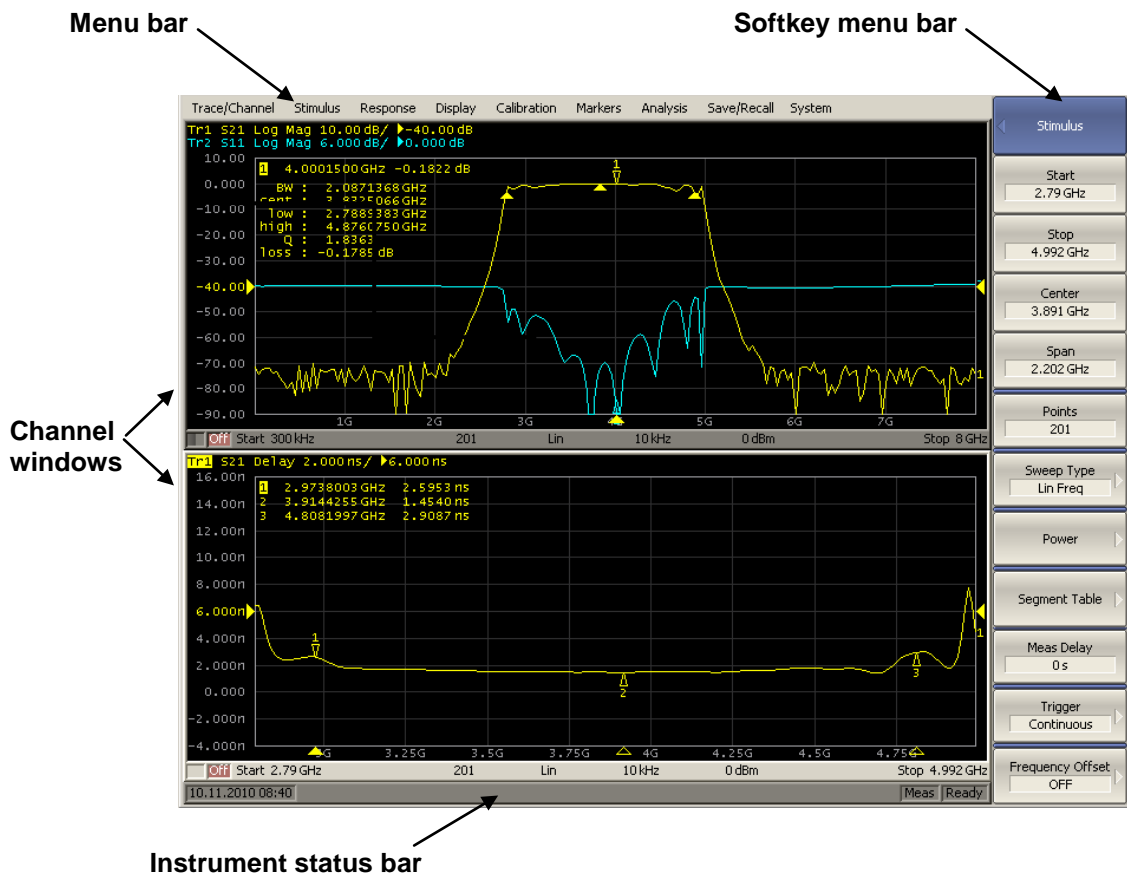 Menu bar
Softkey menu bar
Trace/Channel Stimulus Response Display Calibration Markers Analysis Save/Recall System
Tr1 S21 Log Mag 10.00 dB/ ▶-40.00 dB
Tr2 S11 Log Mag 6.000 dB/ ▶0.000 dB
1 4.0001500 GHz -0.1822 dB
BW : 2.0871368 GHz
low : 2.7885383 GHz
high : 4.8760750 GHz
Q : 1.8363
loss : -0.1785 dB
10.00
0.000
-10.00
-20.00
-30.00
-40.00
-50.00
-60.00
-70.00
-80.00
-90.00
1
1
1G 2G 3G 5G 6G 7G
Off Start 300 kHz 201 Lin 10 kHz 0 dBm Stop 8 GHz
Tr1 S21 Delay 2.000 ns/ ▶6.000 ns
1 2.9738003 GHz 2.5953 ns
2 3.9144255 GHz 1.4540 ns
3 4.8081997 GHz 2.9087 ns
16.00n
14.00n
12.00n
10.00n
8.000n
6.000n
4.000n
2.000n
0.000
-2.000n
-4.000n
1
2
3
1
3.25G 3.5G 3.75G 4G 4.25G 4.5G
Off Start 2.79 GHz 201 Lin 10 kHz 0 dBm Stop 4.992 GHz
10.11.2010 08:40 Meas Ready
Stimulus
Start
2.79 GHz
Stop
4.992 GHz
Center
3.891 GHz
Span
2.202 GHz
Points
201
Sweep Type
Lin Freq
Power
Segment Table
Meas Delay
0 s
Trigger
Continuous
Frequency Offset
OFF
Channel
windows
Instrument status bar